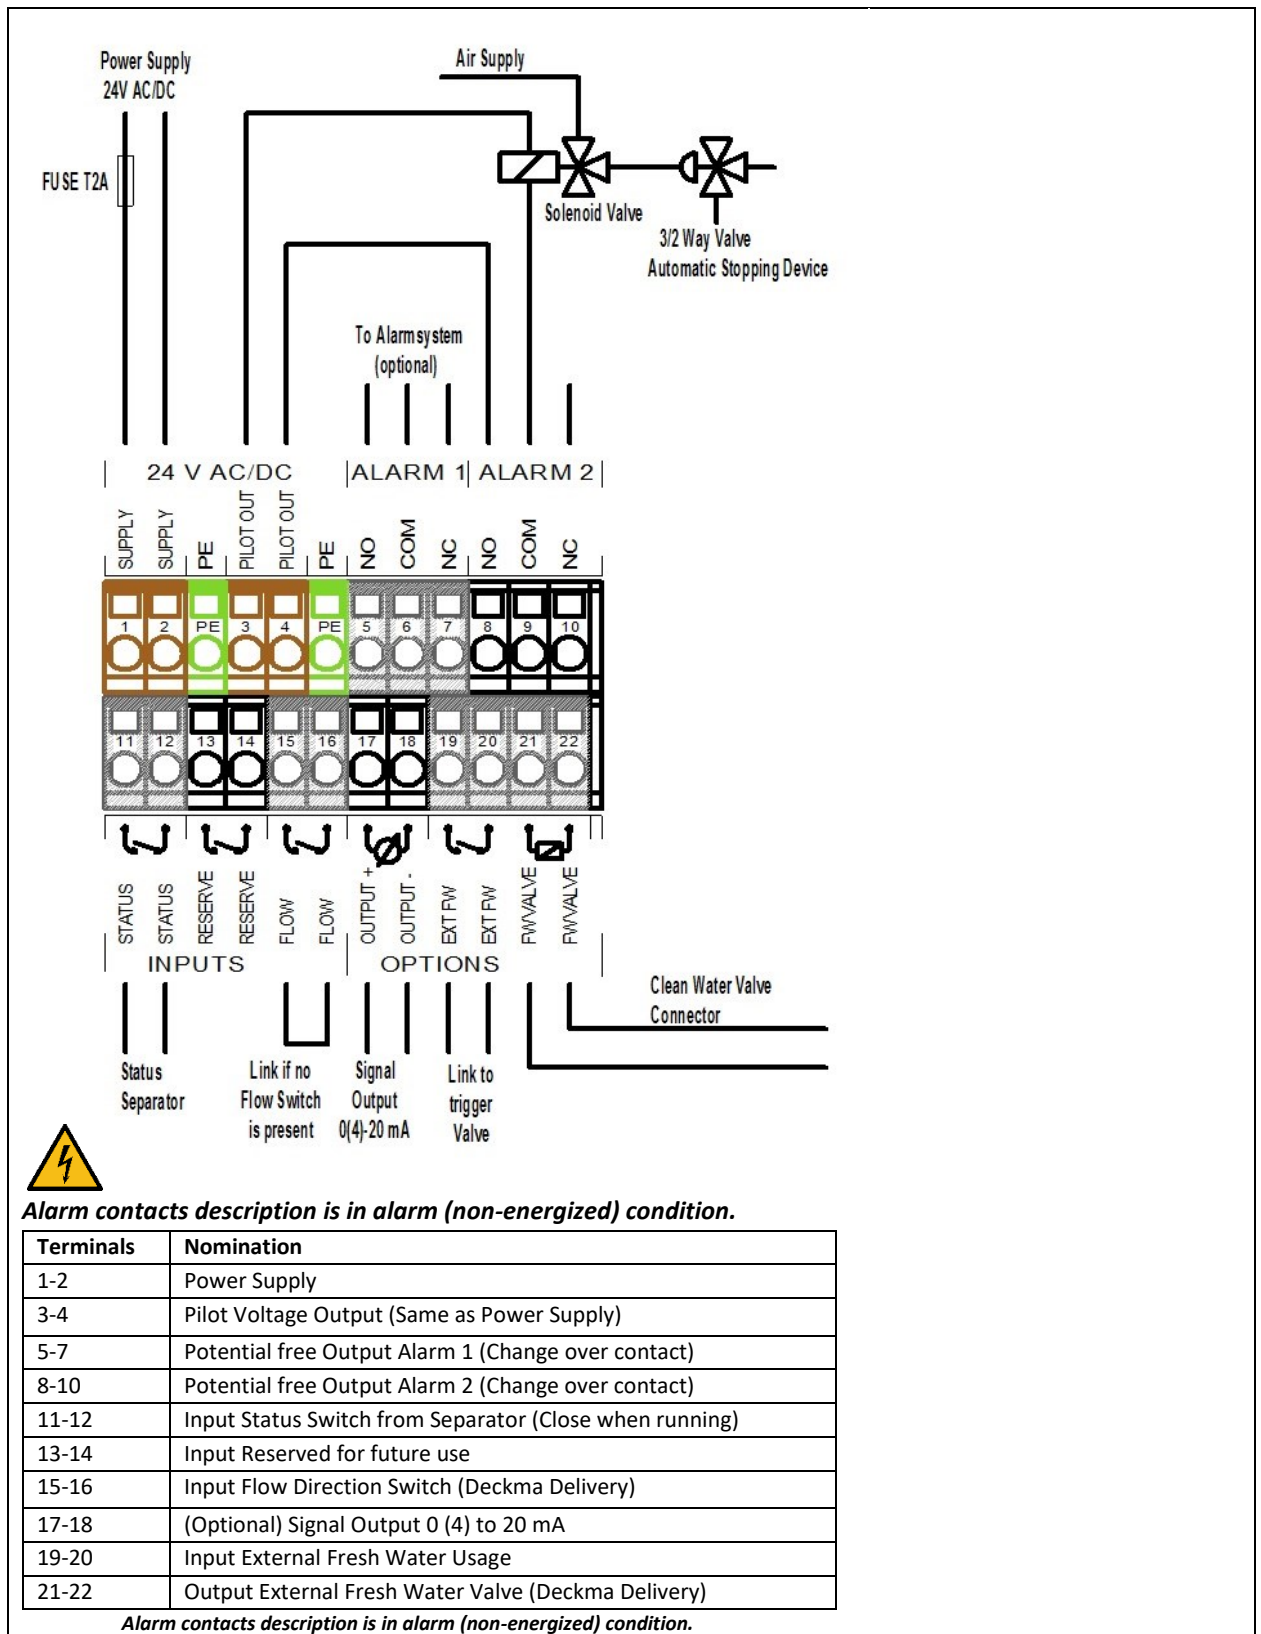 Power Supply
24V AC/DC
Air Supply
FUSE T2A
Solenoid Valve
3/2 Way Valve
Automatic Stopping Device
To Alarmsystem
(optional)
24 V AC/DC
ALARM 1
ALARM 2
SUPPLY
SUPPLY
PE
PILOT OUT
PILOT OUT
PE
NO
COM
NC
NO
COM
NC
1 2 PE 3 4 PE 5 6 7 8 9 10
11 12 13 14 15 16 17 18 19 20 21 22
STATUS
STATUS
RESERVE
RESERVE
FLOW
FLOW
OUTPUT +
OUTPUT -
EXT FW
EXT FW
FWVALVE
FWVALVE
INPUTS
OPTIONS
Clean Water Valve
Connector
Status
Separator
Link if no
Flow Switch
is present
Signal
Output
0(4)-20 mA
Link to
trigger
Valve
Alarm contacts description is in alarm (non-energized) condition.
Terminals Nomination
1-2 Power Supply
3-4 Pilot Voltage Output (Same as Power Supply)
5-7 Potential free Output Alarm 1 (Change over contact)
8-10 Potential free Output Alarm 2 (Change over contact)
11-12 Input Status Switch from Separator (Close when running)
13-14 Input Reserved for future use
15-16 Input Flow Direction Switch (Deckma Delivery)
17-18 (Optional) Signal Output 0 (4) to 20 mA
19-20 Input External Fresh Water Usage
21-22 Output External Fresh Water Valve (Deckma Delivery)
Alarm contacts description is in alarm (non-energized) condition.